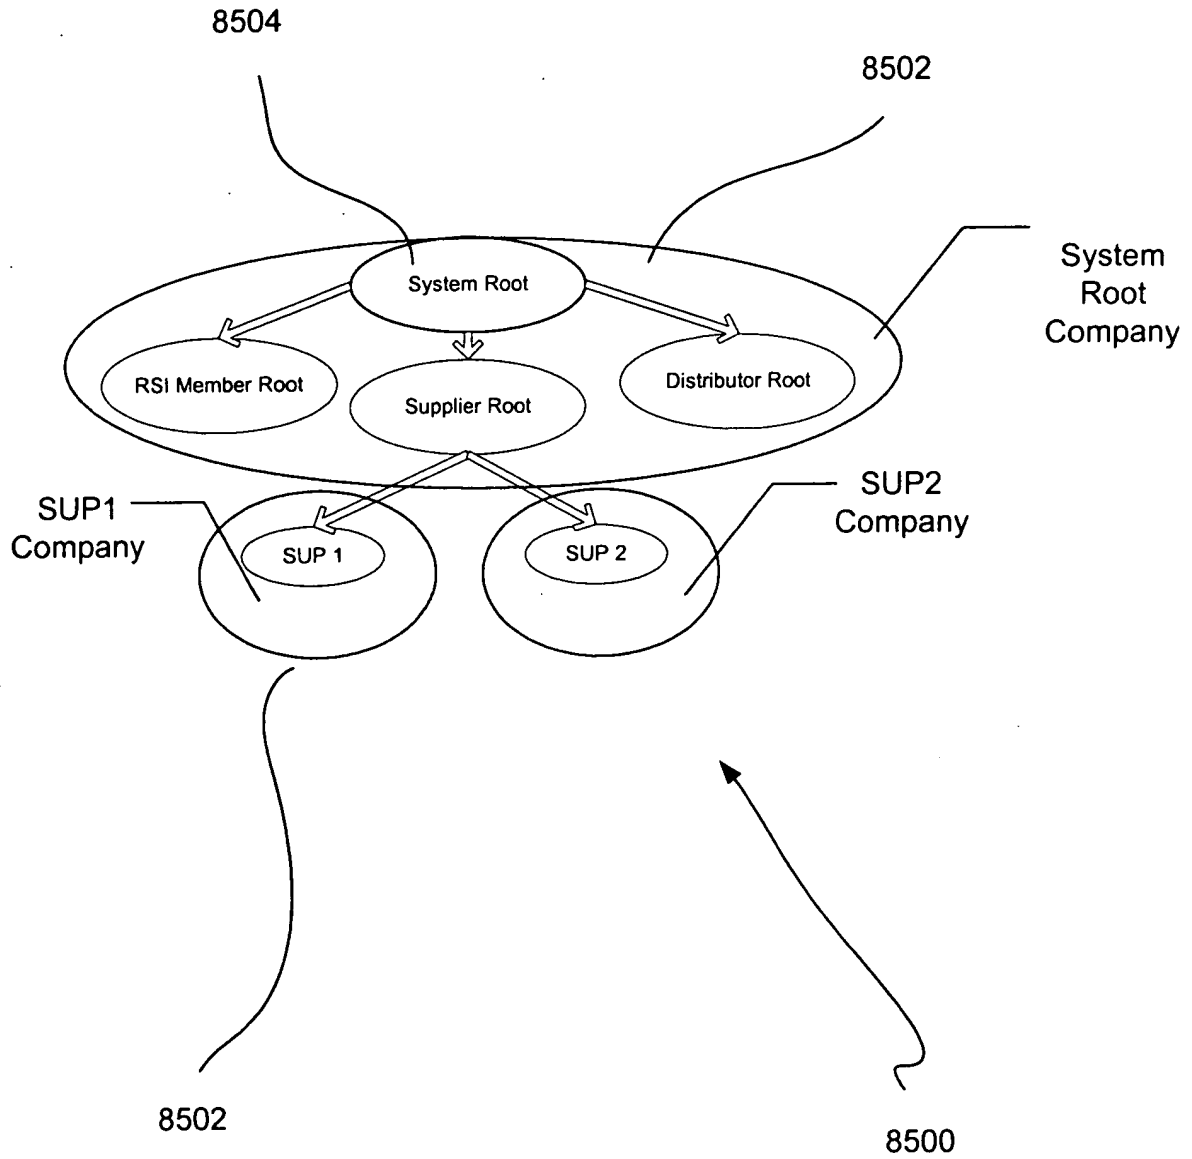 8504
8502
System Root
System
Root
Company
RSI Member Root
Supplier Root
Distributor Root
SUP1
Company
SUP2
Company
SUP 1
SUP 2
8502
8500